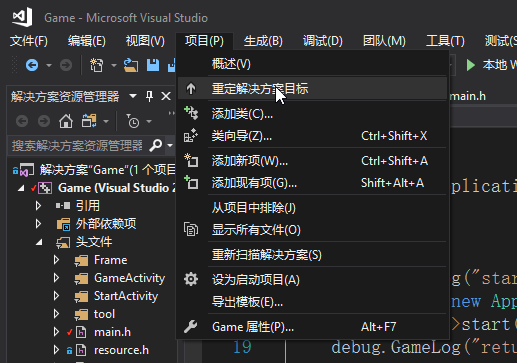 Game - Microsoft Visual Studio
文件(F) 编辑(E) 视图(V) 项目(P) 生成(B) 调试(D) 团队(M) 工具(T) 测试(S
本地 W
解决方案资源管理器
搜索解决方案资源管理器
解决方案"Game"(1 个项目
Game (Visual Studio 2
引用
外部依赖项
头文件
Frame
GameActivity
StartActivity
tool
main.h
resource.h
概述(V)
重定解决方案目标
添加类(C)...
类向导(Z)... Ctrl+Shift+X
添加新项(W)... Ctrl+Shift+A
添加现有项(G)... Shift+Alt+A
从项目中排除(J)
显示所有文件(O)
重新扫描解决方案(S)
设为启动项目(A)
导出模板(E)...
Game 属性(P)... Alt+F7
main.h
plicati
g("star
new App
>start(
19 debug.GameLog("retu